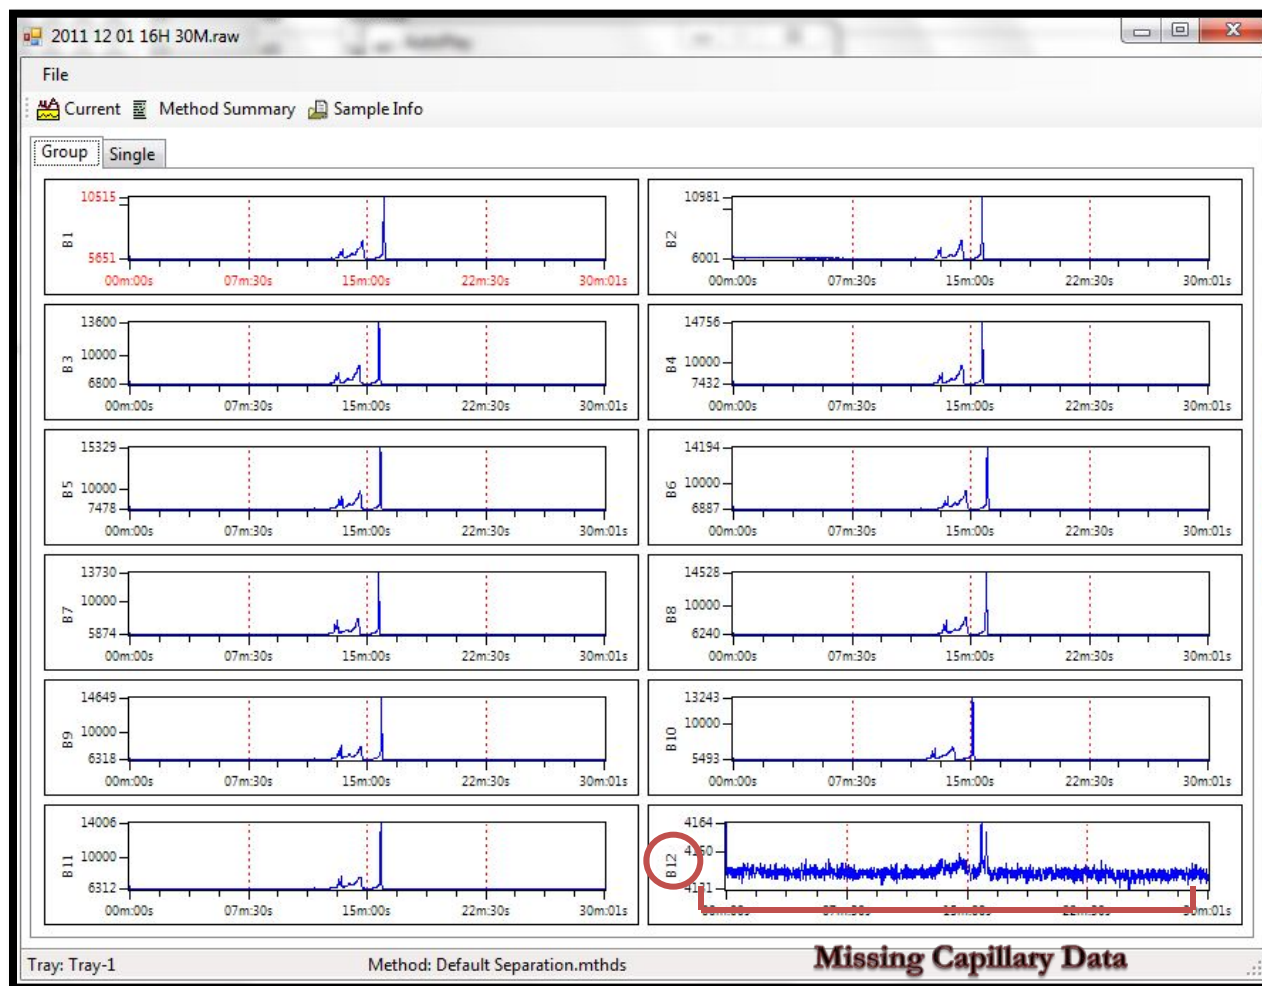 2011 12 01 16H 30M.raw
File
Current Method Summary Sample Info
Group Single
B1
10515
5651
00m:00s 07m:30s 15m:00s 22m:30s 30m:01s
B2
10981
6001
00m:00s 07m:30s 15m:00s 22m:30s 30m:01s
B3
13600
10000
6800
00m:00s 07m:30s 15m:00s 22m:30s 30m:01s
B4
14756
10000
7432
00m:00s 07m:30s 15m:00s 22m:30s 30m:01s
B5
15329
10000
7478
00m:00s 07m:30s 15m:00s 22m:30s 30m:01s
B6
14194
10000
6887
00m:00s 07m:30s 15m:00s 22m:30s 30m:01s
B7
13730
10000
5874
00m:00s 07m:30s 15m:00s 22m:30s 30m:01s
B8
14528
10000
6240
00m:00s 07m:30s 15m:00s 22m:30s 30m:01s
B9
14649
10000
6318
00m:00s 07m:30s 15m:00s 22m:30s 30m:01s
B10
13243
10000
5493
00m:00s 07m:30s 15m:00s 22m:30s 30m:01s
B11
14006
10000
6312
00m:00s 07m:30s 15m:00s 22m:30s 30m:01s
B12
4164
4150
4131
Missing Capillary Data
Tray: Tray-1 Method: Default Separation.mthds